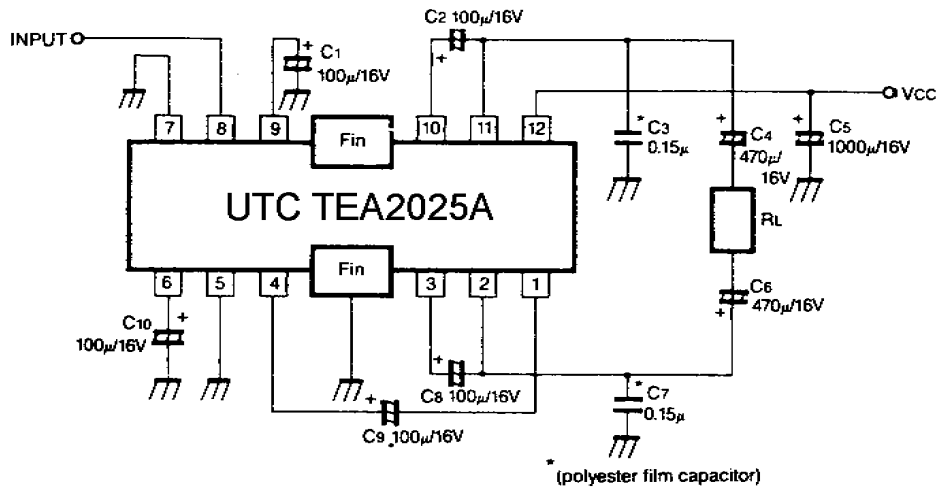 C2 100μ/16V
INPUT
C1
100μ/16V
VCC
7
8
9
Fin
10
11
12
* C3
0.15μ
C4
470μ/
16V
C5
1000μ/16V
UTC TEA2025A
RL
Fin
6
5
4
3
2
1
C6
470μ/16V
C10
100μ/16V
C8 100μ/16V
C9 100μ/16V
* C7
0.15μ
* (polyester film capacitor)